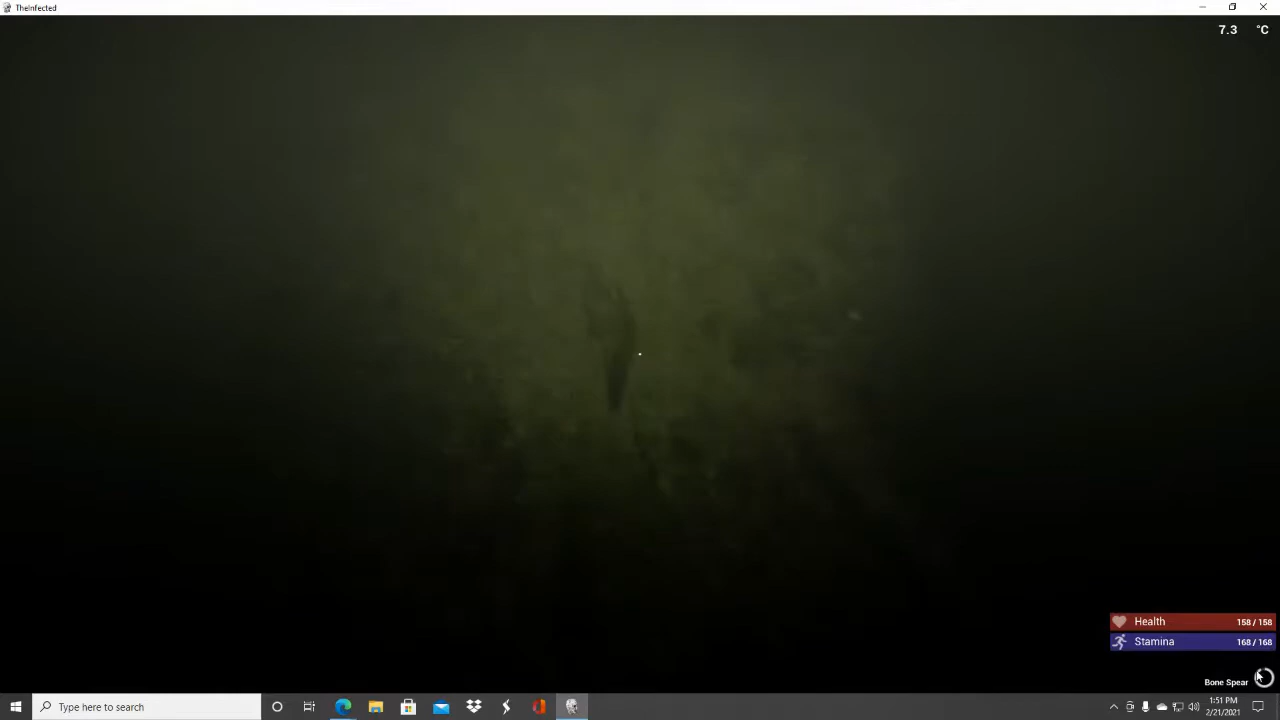 TheInfected
7.3 °C
Health 158 / 158
Stamina 168 / 168
Bone Spear
Type here to search
1:51 PM
2/21/2021